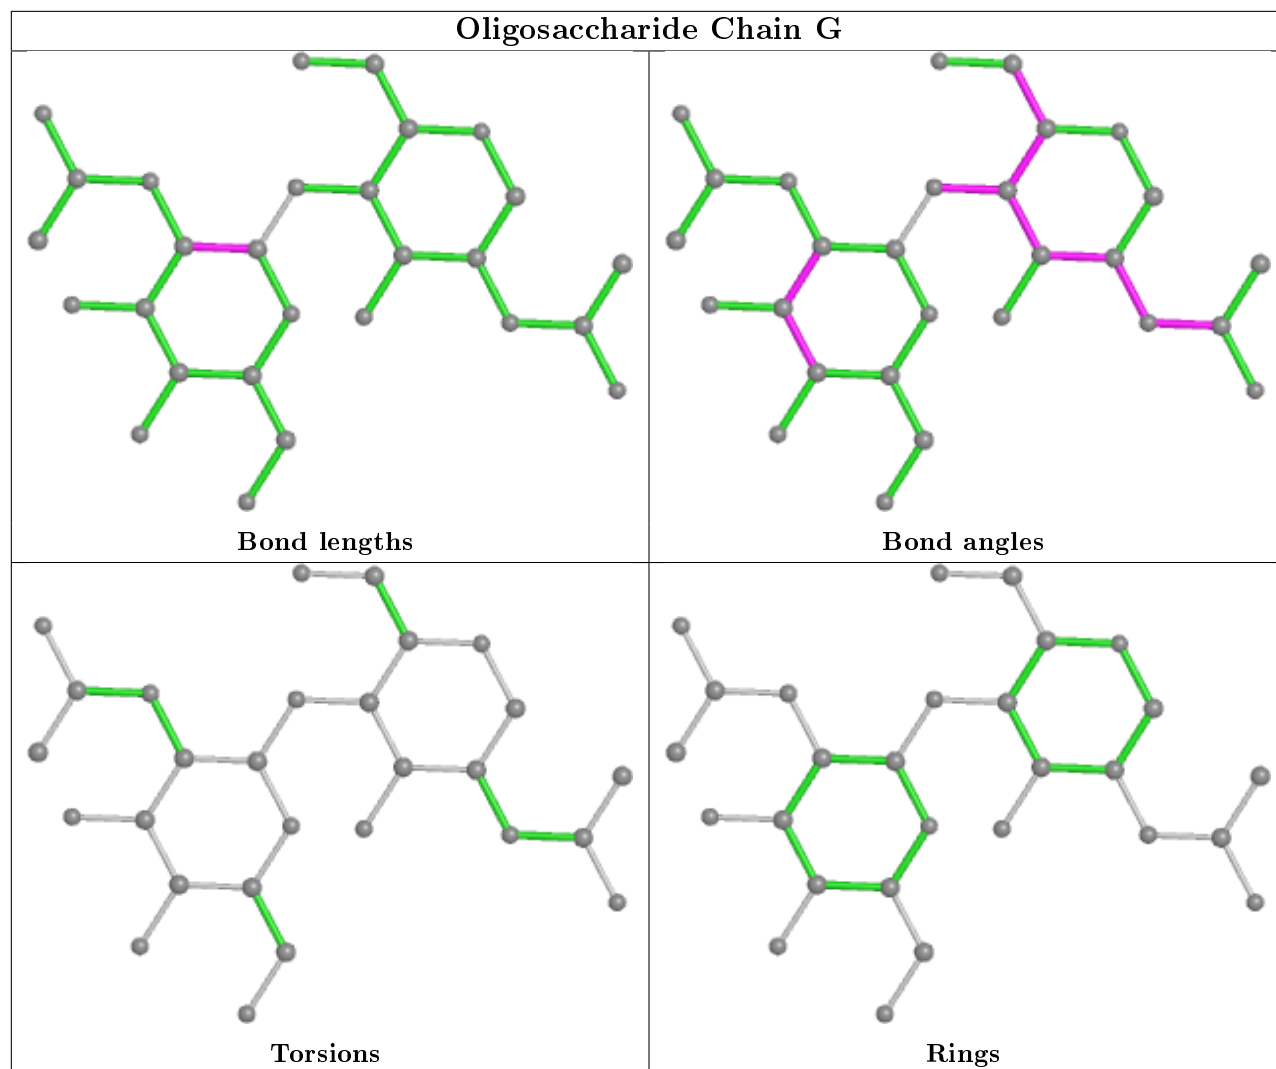 Oligosaccharide Chain G
Bond lengths
Bond angles
Torsions
Rings